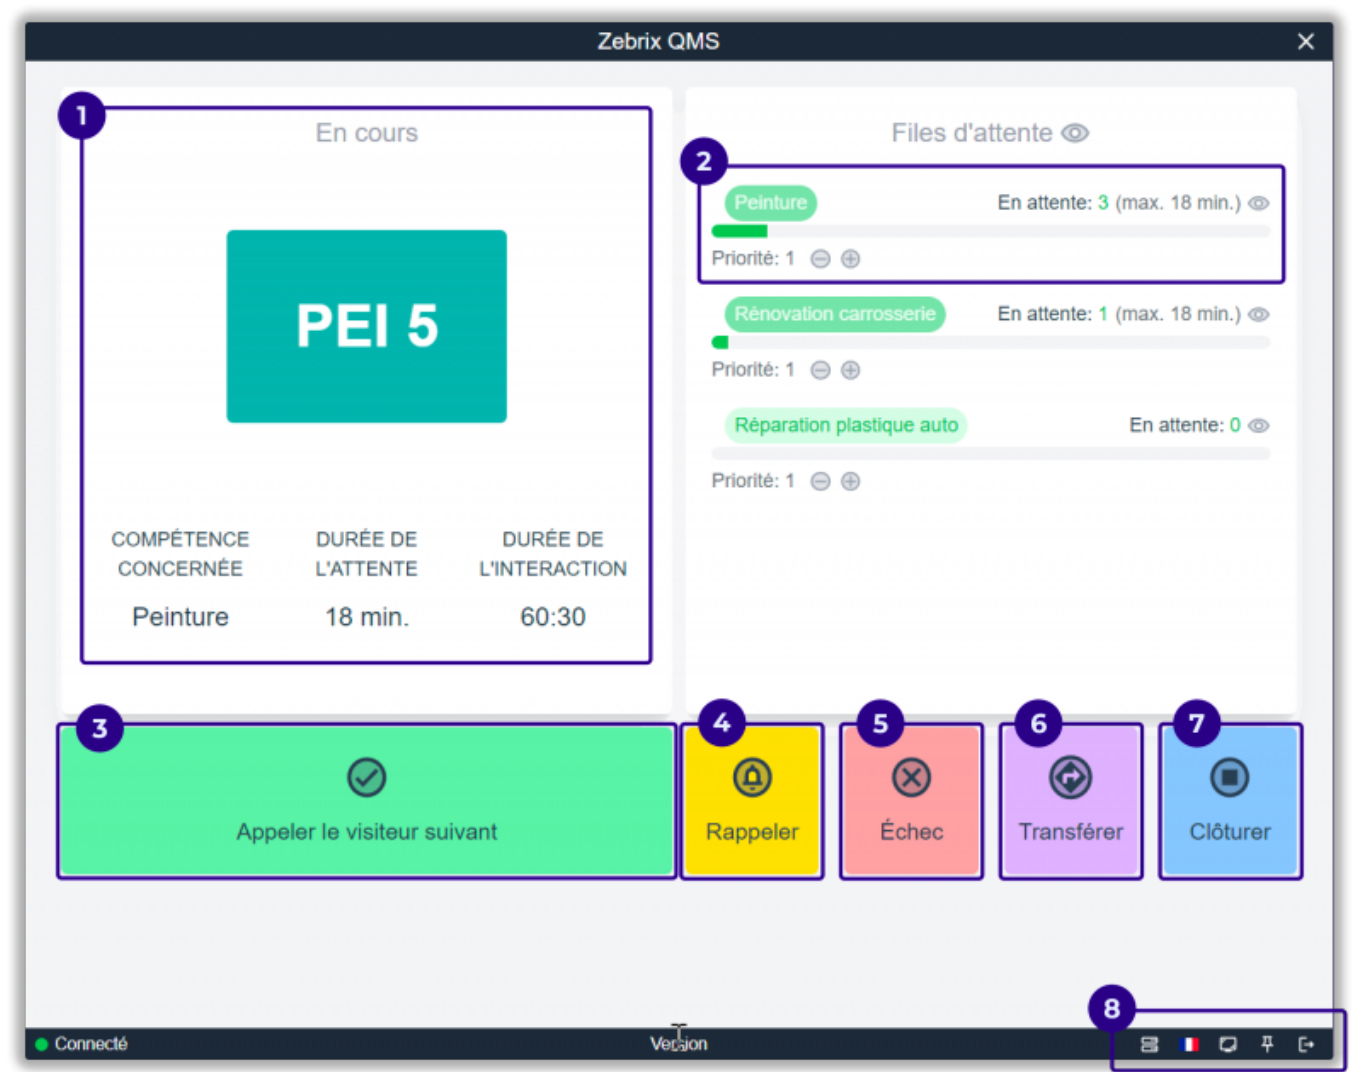 Zebrix QMS
1
En cours
PEI 5
COMPÉTENCE CONCERNÉE
DURÉE DE L'ATTENTE
DURÉE DE L'INTERACTION
Peinture
18 min.
60:30
Files d'attente
2
Peinture
En attente: 3 (max. 18 min.)
Priorité: 1
Rénovation carrosserie
En attente: 1 (max. 18 min.)
Priorité: 1
Réparation plastique auto
En attente: 0
Priorité: 1
3
Appeler le visiteur suivant
4
Rappeler
5
Échec
6
Transférer
7
Clôturer
8
Connecté
Version